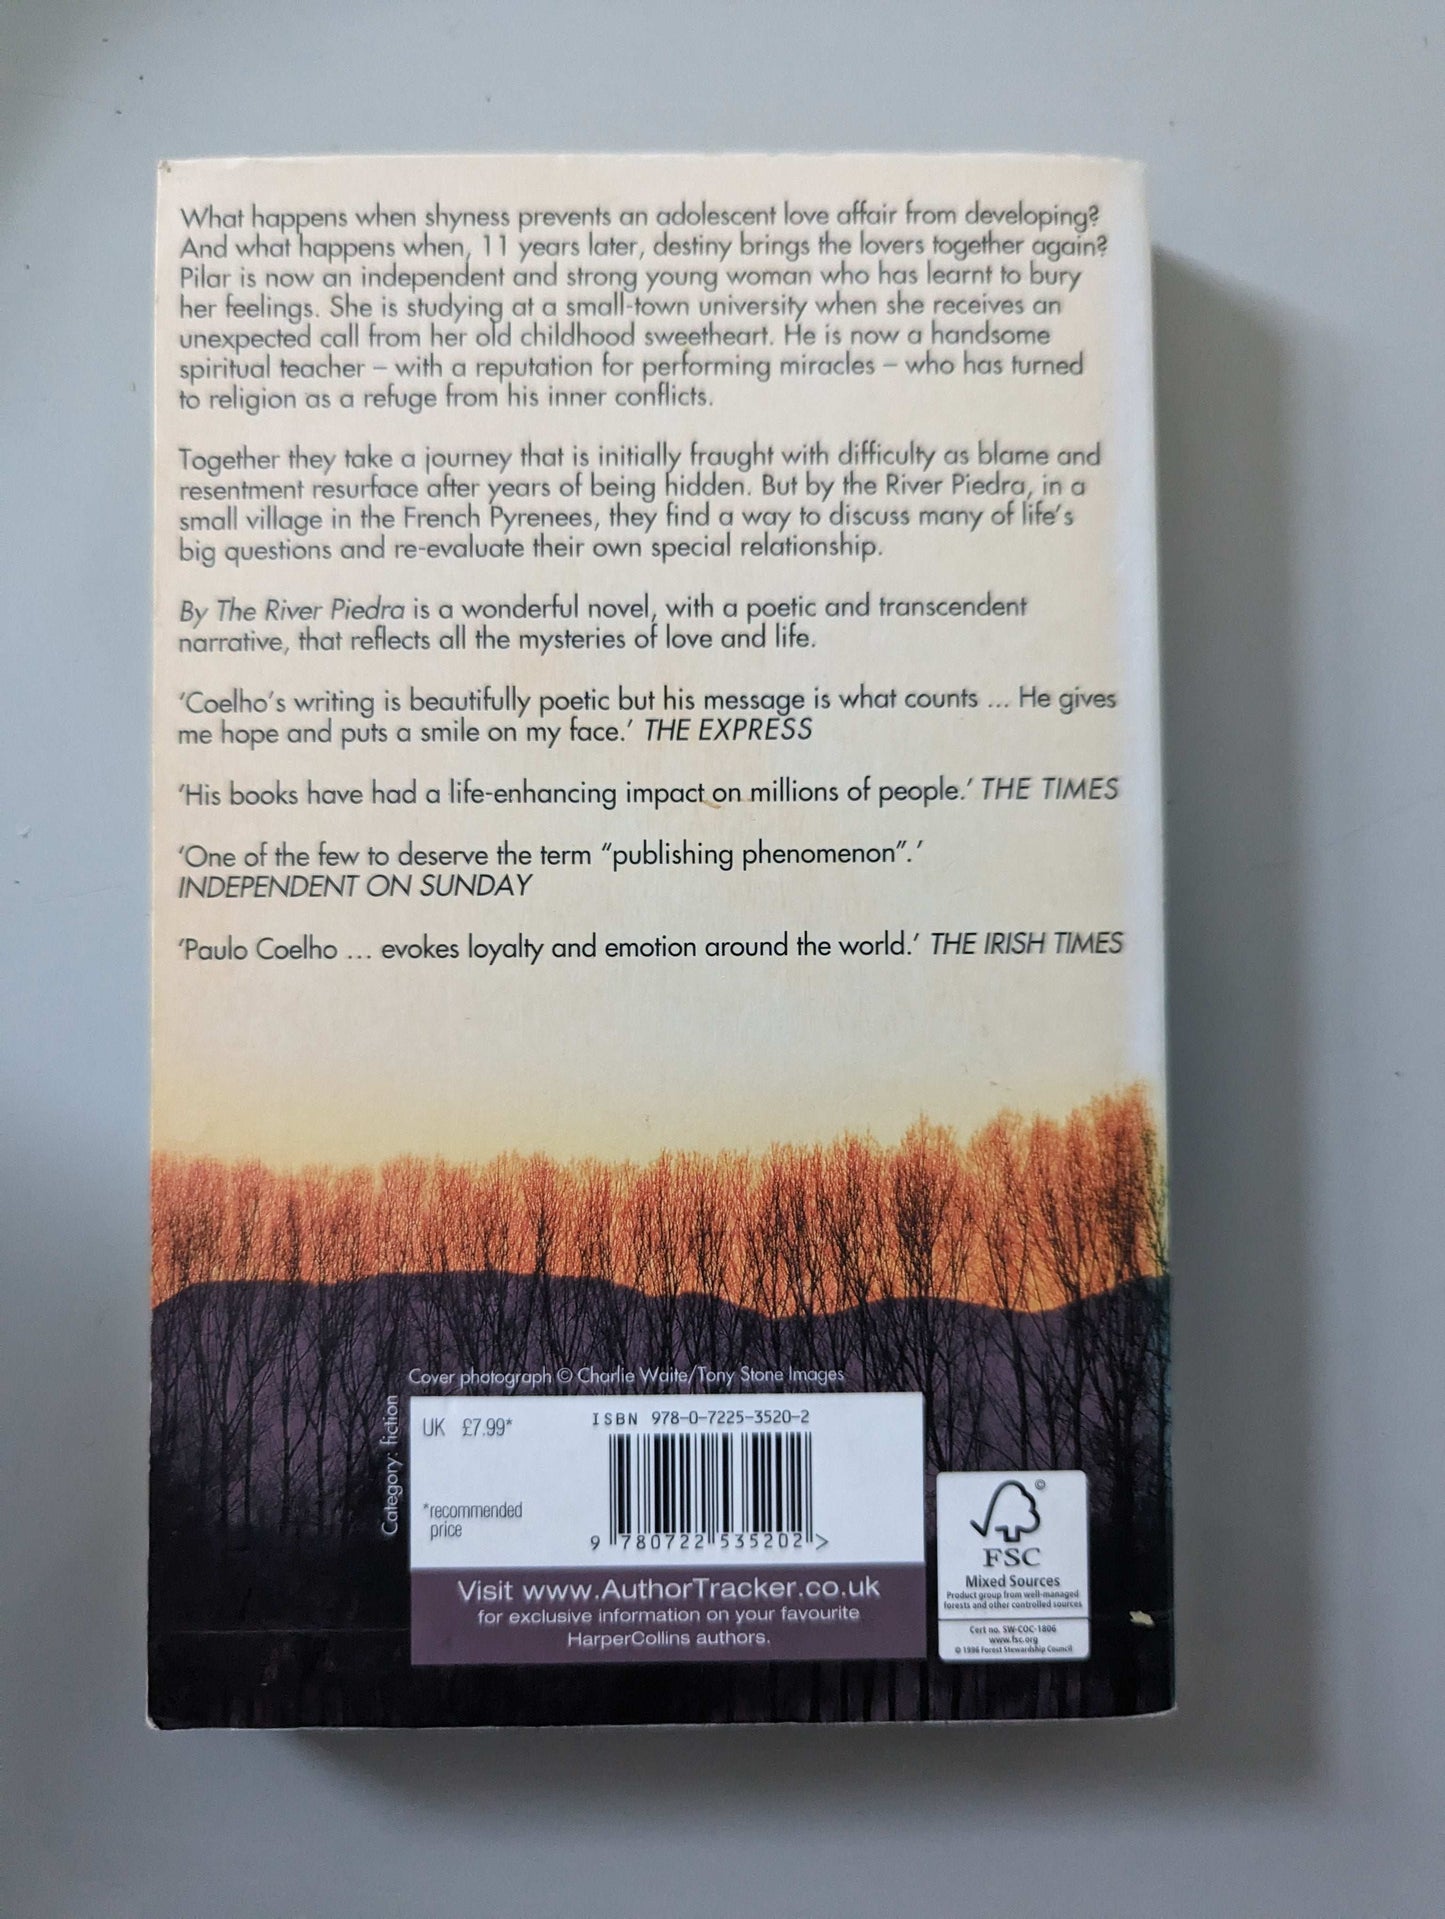 What happens when shyness prevents an adolescent love affair from developing?
And what happens when, 11 years later, destiny brings the lovers together again?
Pilar is now an independent and strong young woman who has learnt to bury
her feelings. She is studying at a small-town university when she receives an
unexpected call from her old childhood sweetheart. He is now a handsome
spiritual teacher – with a reputation for performing miracles – who has turned
to religion as a refuge from his inner conflicts.
Together they take a journey that is initially fraught with difficulty as blame and
resentment resurface after years of being hidden. But by the River Piedra, in a
small village in the French Pyrenees, they find a way to discuss many of life's
big questions and re-evaluate their own special relationship.
By The River Piedra is a wonderful novel, with a poetic and transcendent
narrative, that reflects all the mysteries of love and life.
'Coelho's writing is beautifully poetic but his message is what counts ... He gives
me hope and puts a smile on my face.' THE EXPRESS
'His books have had a life-enhancing impact on millions of people.' THE TIMES
'One of the few to deserve the term "publishing phenomenon".'
INDEPENDENT ON SUNDAY
'Paulo Coelho ... evokes loyalty and emotion around the world.' THE IRISH TIMES
Cover photograph © Charlie Waite/Tony Stone Images
Category: fiction
UK £7.99*
*recommended
price
ISBN 978-0-7225-3520-2
9 780722 535202 >
Visit www.AuthorTracker.co.uk
for exclusive information on your favourite
HarperCollins authors.
©
FSC
Mixed Sources
Product group from well-managed
forests and other controlled sources
Cert no. SW-COC-1806
www.fsc.org
© 1996 Forest Stewardship Council